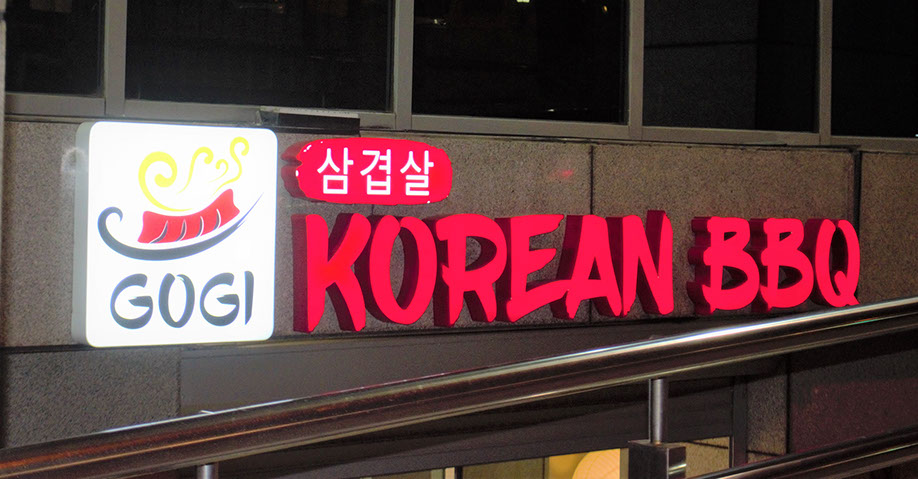 GOGI
삼겹살
KOREAN BBQ